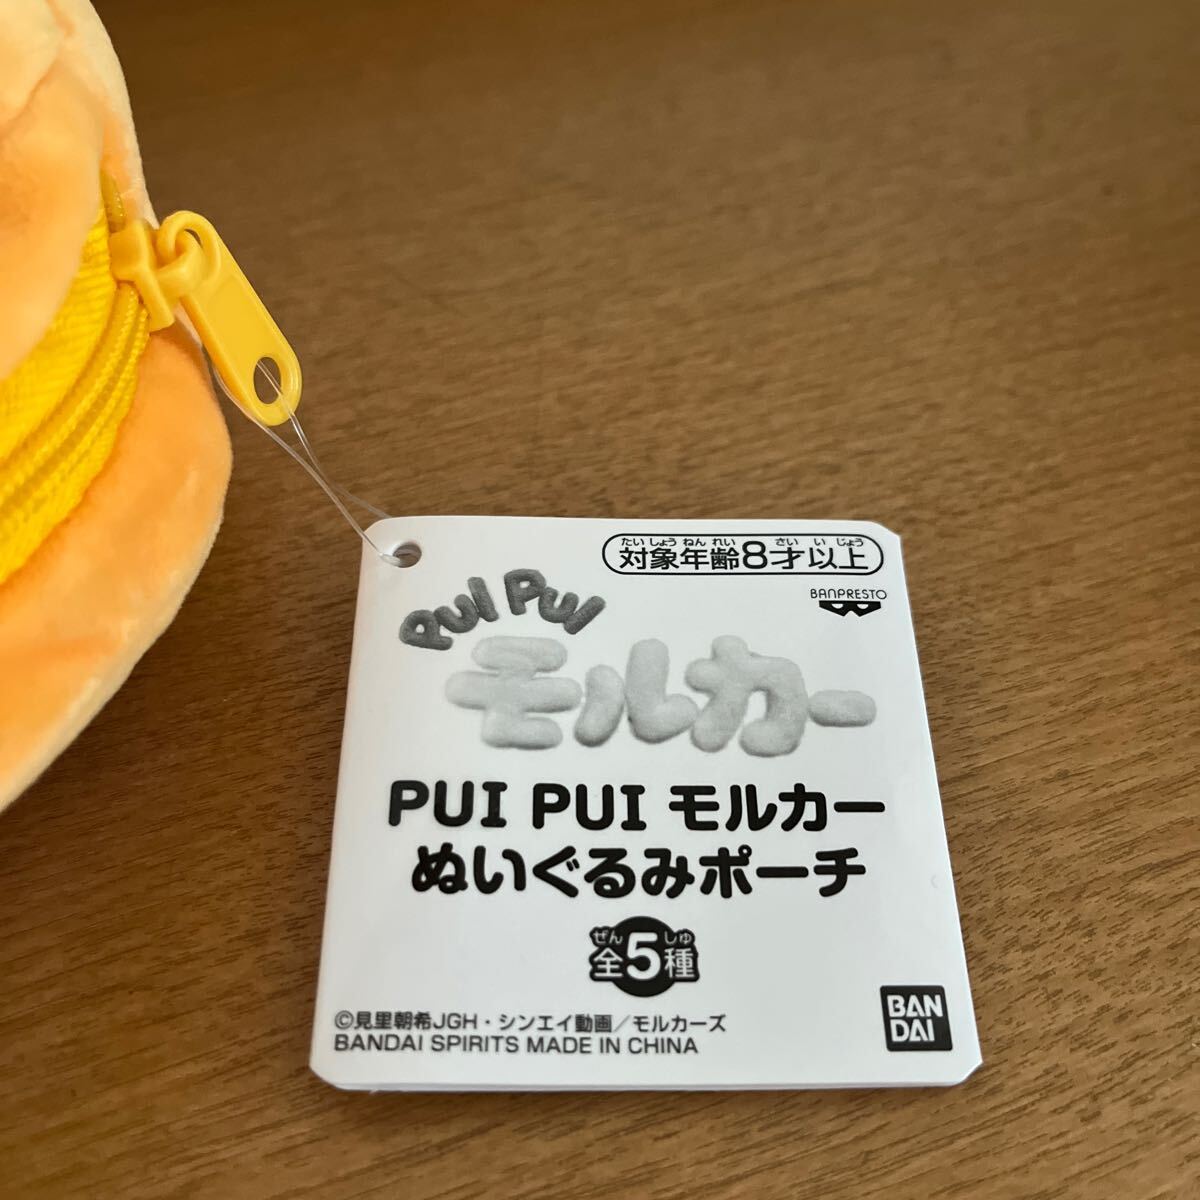 たいしょうねんれい さい いじょう
対象年齢8才以上
BANPRESTO
PUI PUI
モルカー
PUI PUI モルカー
ぬいぐるみポーチ
ぜん しゅ
全5種
©見里朝希JGH・シンエイ動画／モルカーズ
BANDAI SPIRITS MADE IN CHINA
BAN
DAI